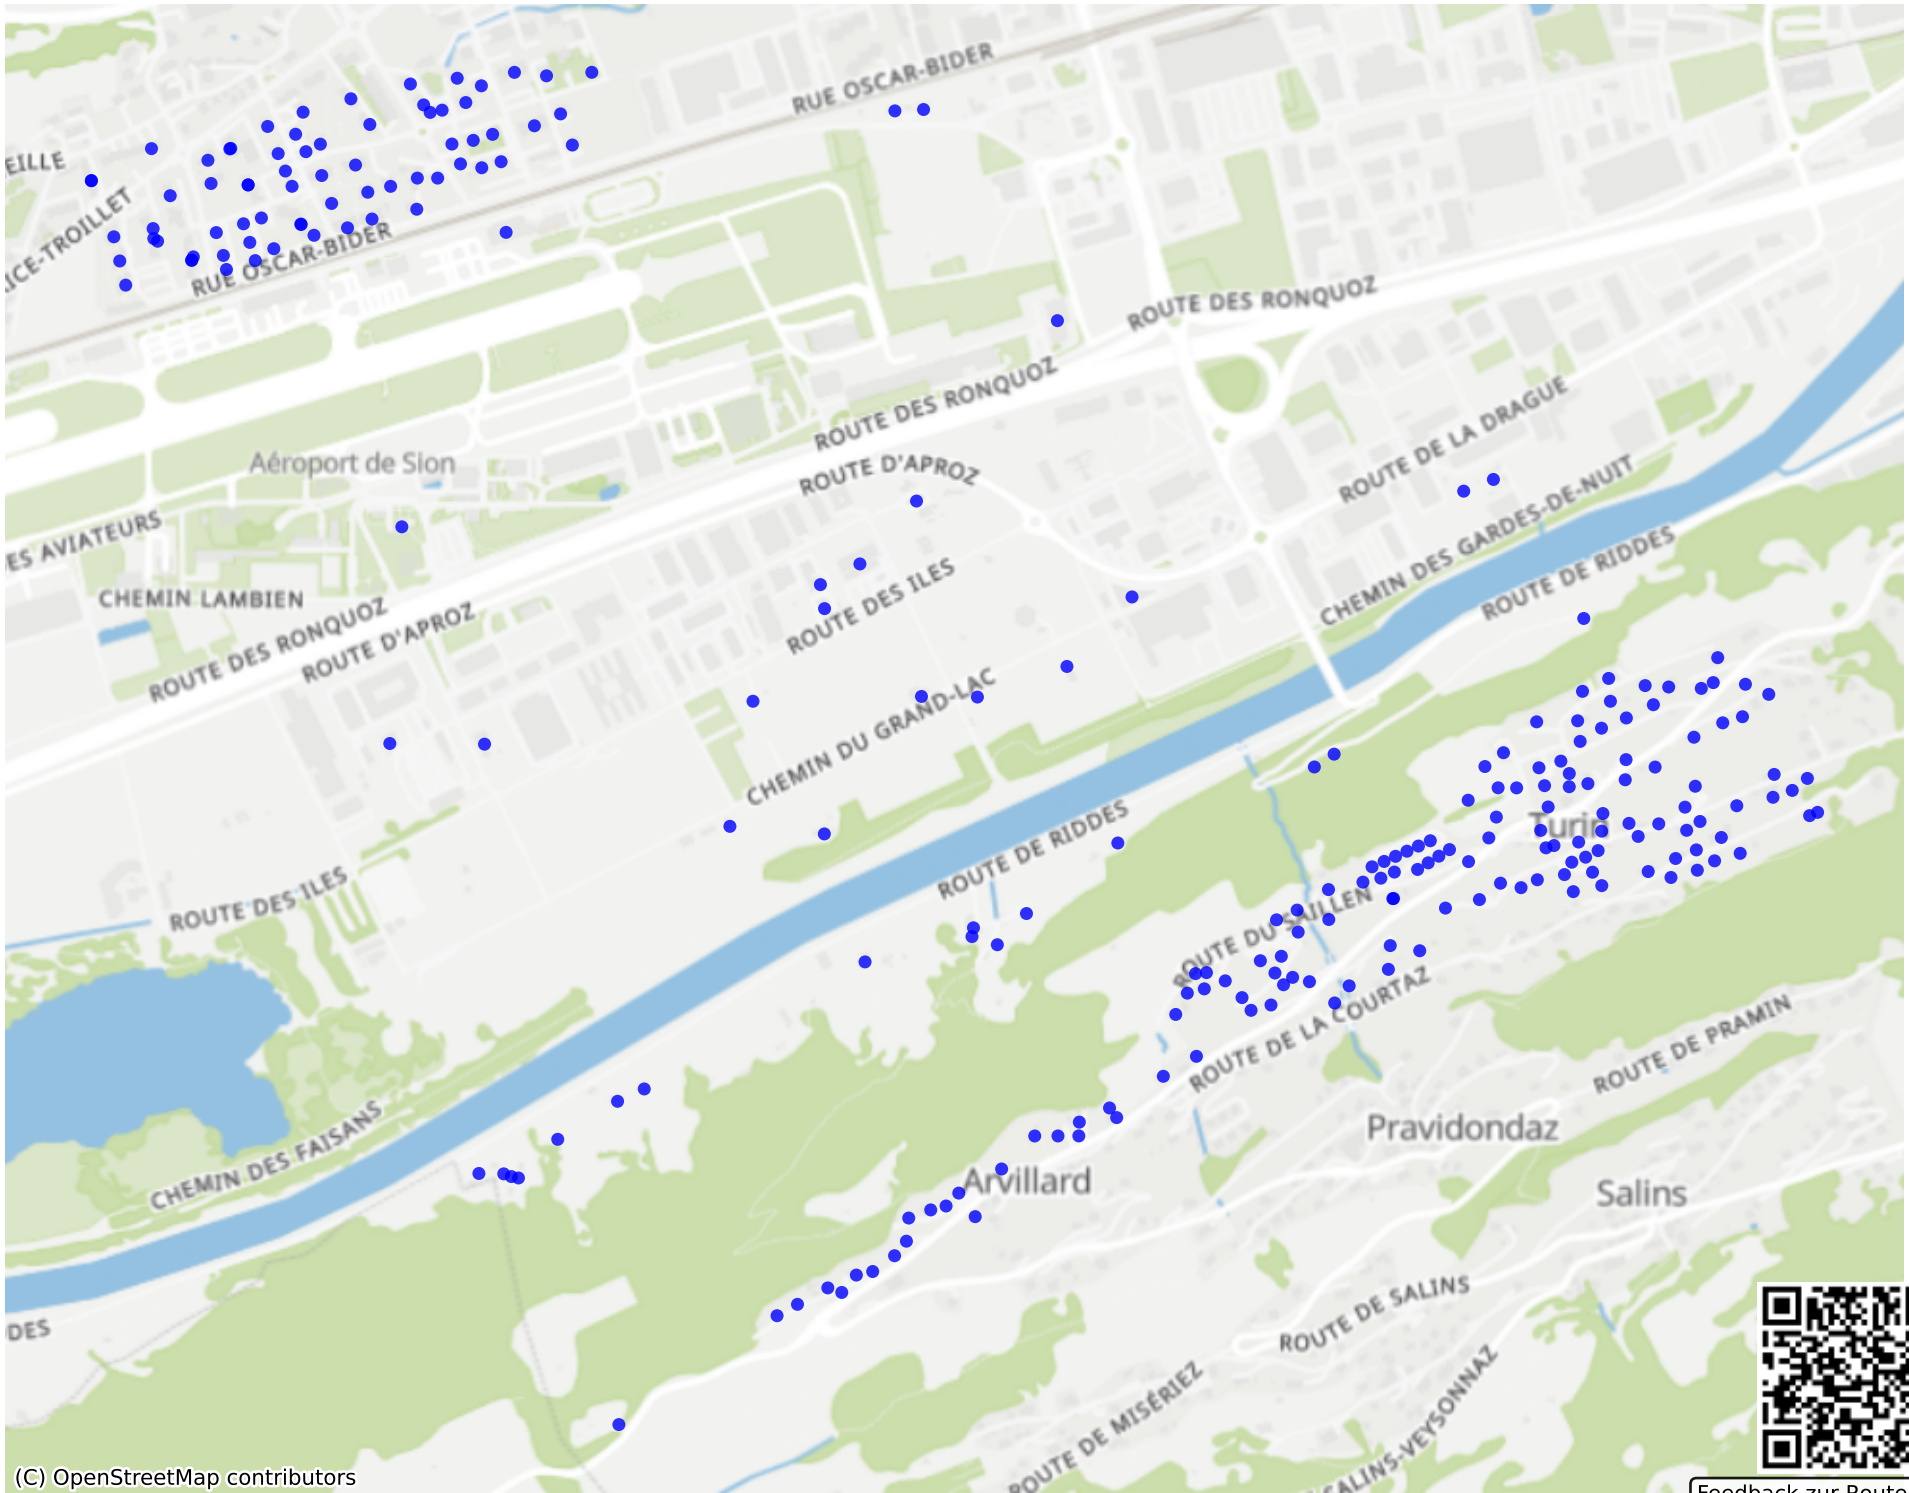 RUE OSCAR-BIDER
EILLE
ICE-TROILLET
RUE OSCAR-BIDER
ROUTE DES RONQUOZ
ROUTE DES RONQUOZ
ROUTE DE LA DRAGUE
Aéroport de Sion
ROUTE D'APROZ
ES AVIATEURS
CHEMIN DES GARDES-DE-NUIT
ROUTE DE RIDDES
CHEMIN LAMBIEN
ROUTE DES ILES
ROUTE DES RONQUOZ
ROUTE D'APROZ
CHEMIN DU GRAND-LAC
Turin
ROUTE DE RIDDES
ROUTE DES ILES
ROUTE DU SAILLEN
ROUTE DE LA COURTAZ
ROUTE DE PRAMIN
Pravidondaz
CHEMIN DES FAISANS
Arvillard
Salins
ROUTE DE SALINS
DES
ROUTE DE MISÉRIEZ
SALINS-VEYSONNAZ
(C) OpenStreetMap contributors
Feedback zur Route